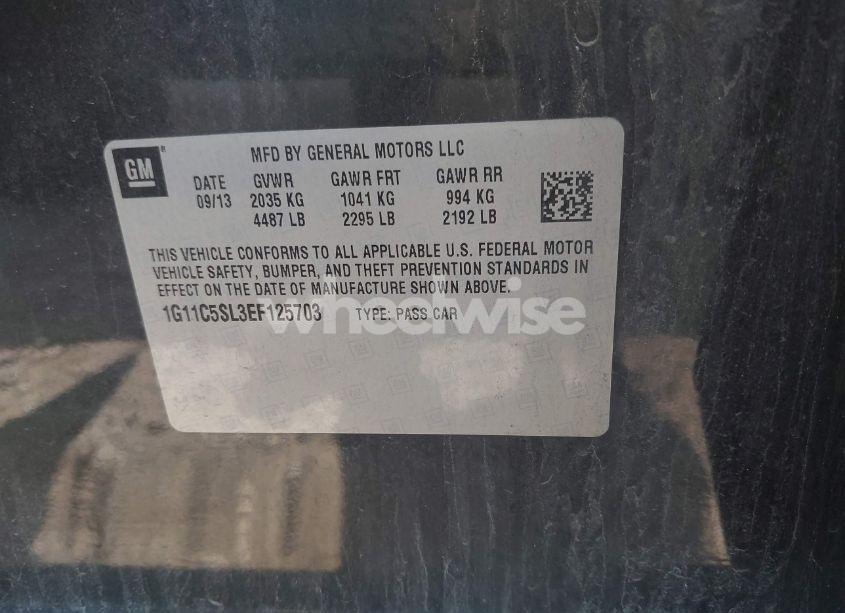 GM
MFD BY GENERAL MOTORS LLC
DATE GVWR GAWR FRT GAWR RR
09/13 2035 KG 1041 KG 994 KG
4487 LB 2295 LB 2192 LB
THIS VEHICLE CONFORMS TO ALL APPLICABLE U.S. FEDERAL MOTOR
VEHICLE SAFETY, BUMPER, AND THEFT PREVENTION STANDARDS IN
EFFECT ON THE DATE OF MANUFACTURE SHOWN ABOVE.
1G11C5SL3EF125703 TYPE: PASS CAR
wheelwise